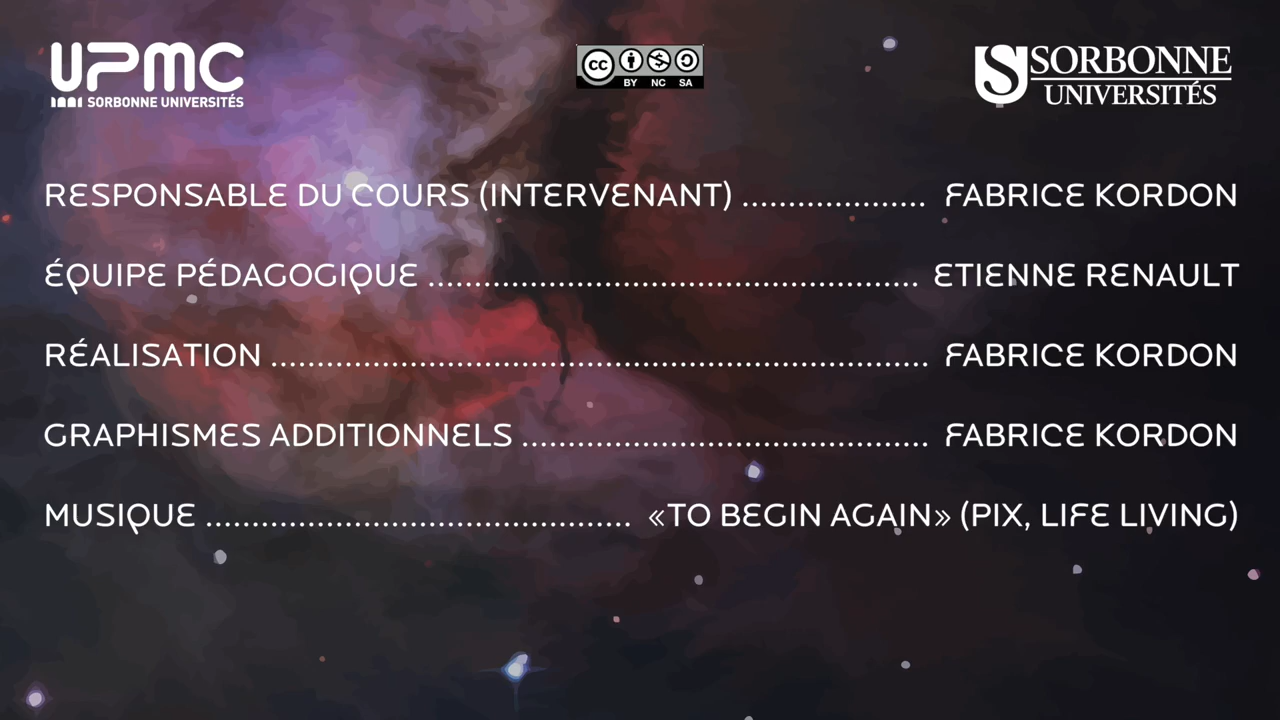 UPMC
SORBONNE UNIVERSITÉS
CC BY NC SA
SORBONNE
UNIVERSITÉS
RESPONSABLE DU COURS (INTERVENANT) .................... FABRICE KORDON
ÉQUIPE PÉDAGOGIQUE ................................................... ETIENNE RENAULT
RÉALISATION ........................................................................ FABRICE KORDON
GRAPHISMES ADDITIONNELS ............................................ FABRICE KORDON
MUSIQUE .............................................. «TO BEGIN AGAIN» (PIX, LIFE LIVING)